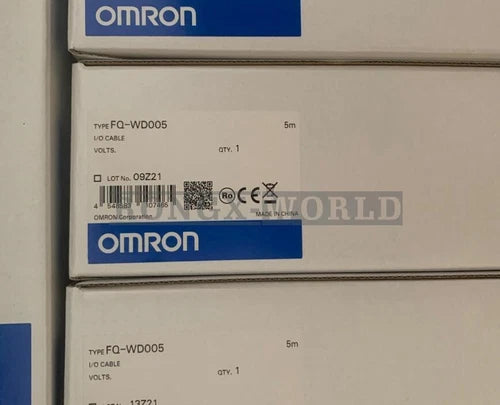 OMRON
TYPE FQ-WD005 5m
I/O CABLE
VOLTS. QTY. 1
LOT No. 09Z21
OMRON Corporation MADE IN CHINA
OMRON
TYPE FQ-WD005 5m
I/O CABLE
VOLTS. QTY. 1
13Z21